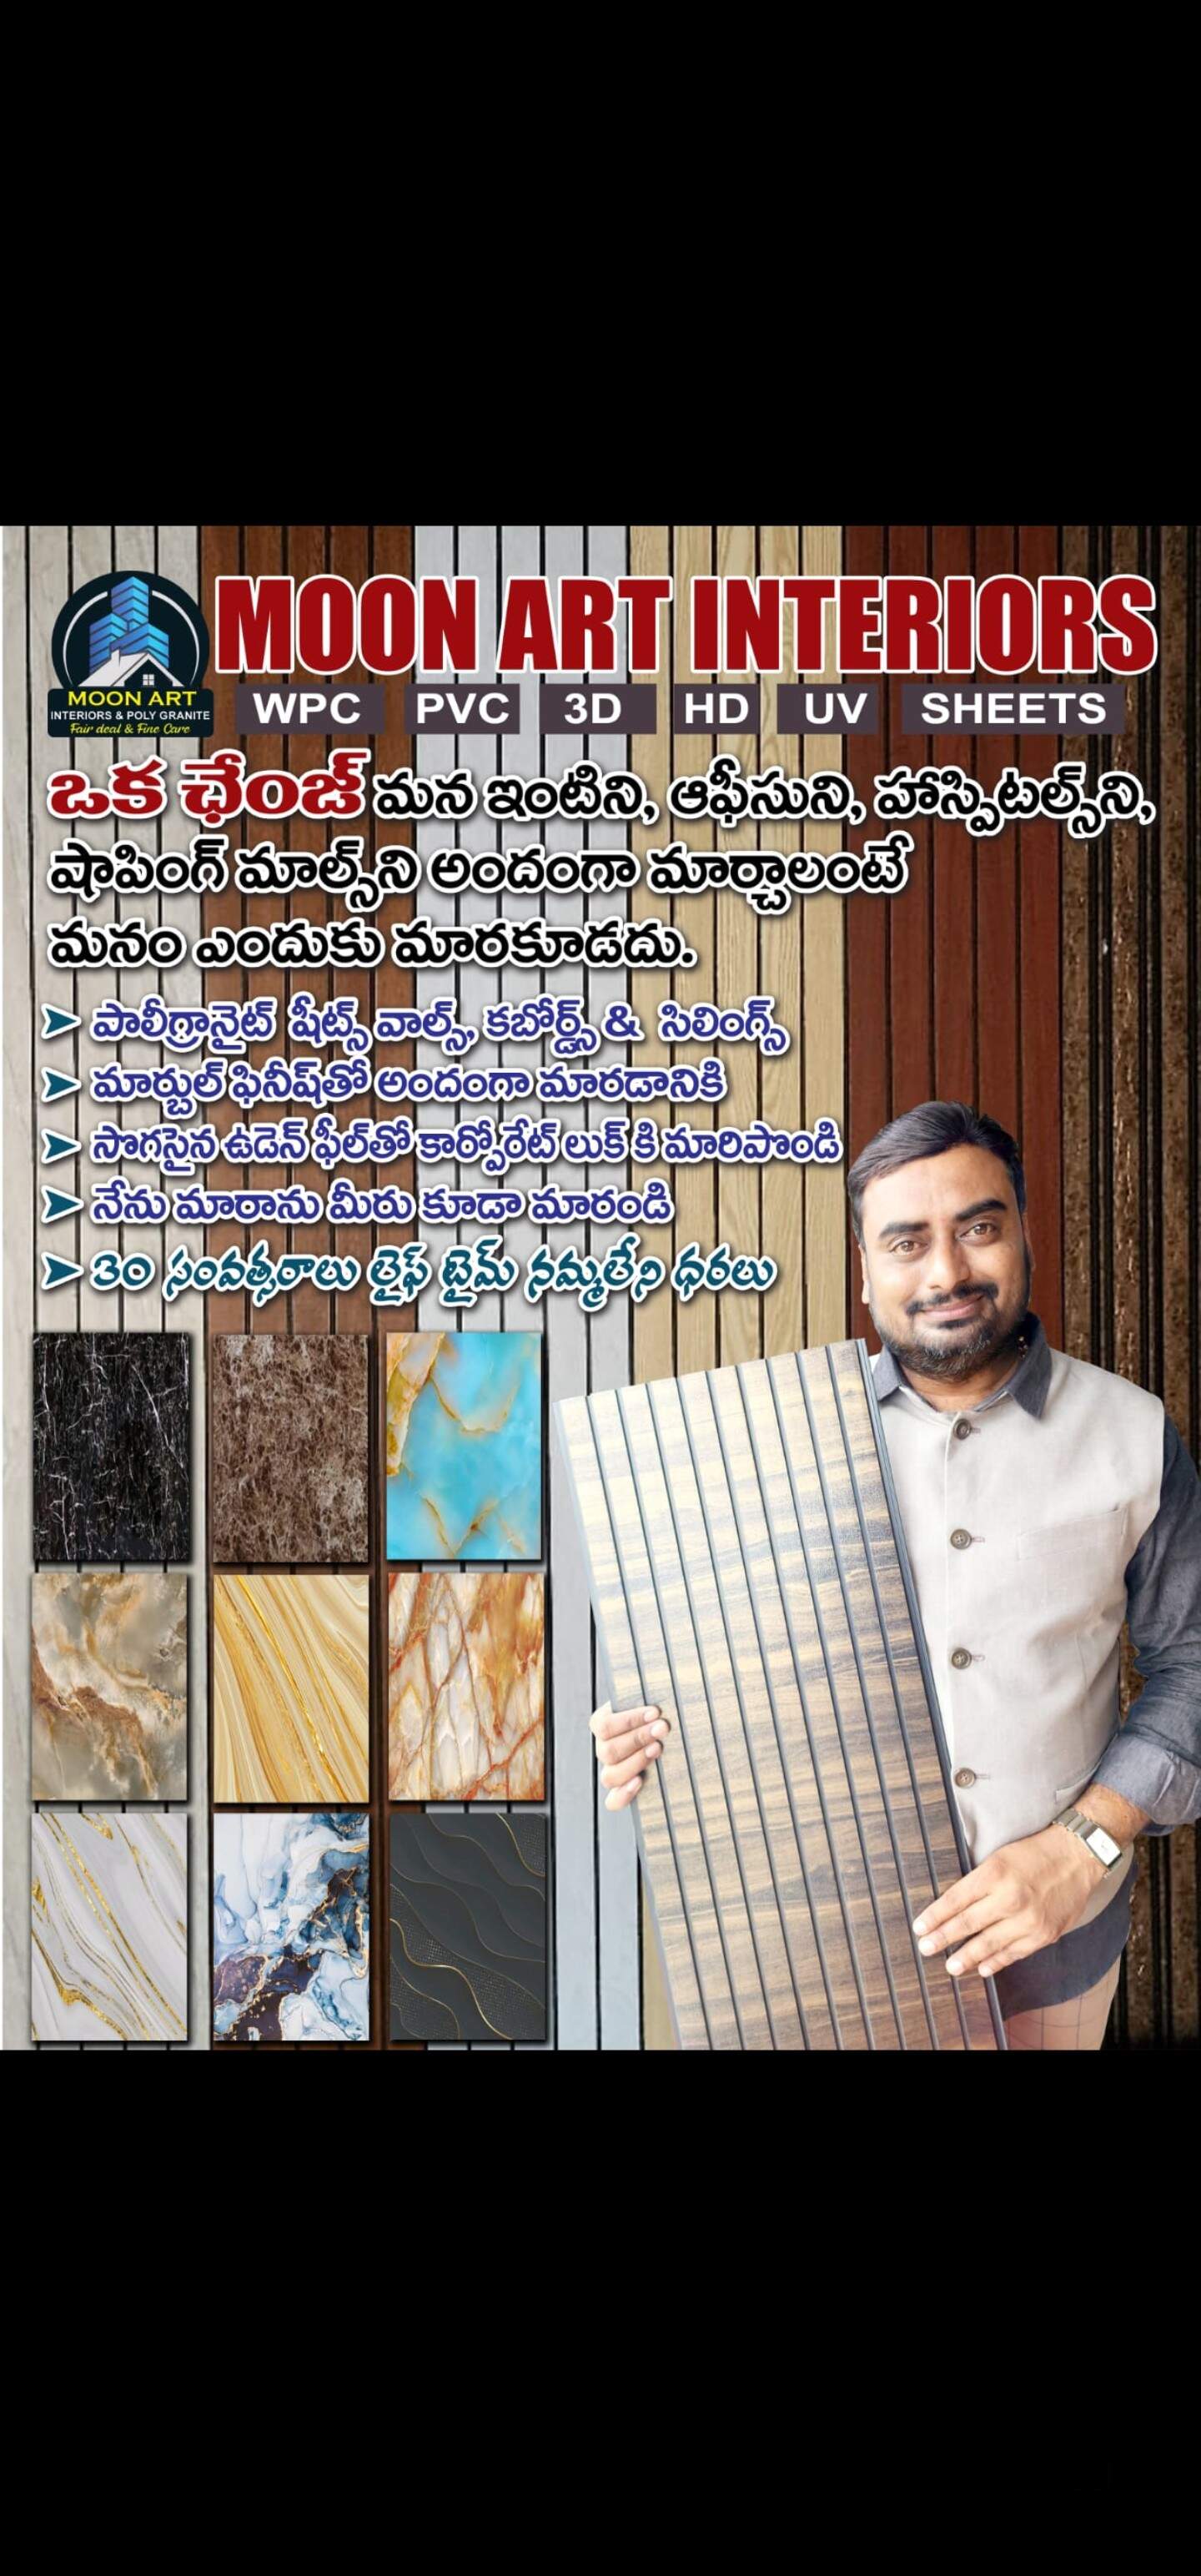 MOON ART INTERIORS
MOON ART
INTERIORS & POLY GRANITE
Fair deal & Fine Care
WPC PVC 3D HD UV SHEETS
ఒక ఛేంజ్ మన ఇంటిని, ఆఫీసుని, హాస్పిటల్స్‌ని,
షాపింగ్ మాల్స్‌ని అందంగా మార్చాలంటే
మనం ఎందుకు మారకూడదు.
➤ పాలీగ్రానైట్ షీట్స్ వాల్స్, కబోర్డ్స్ & సిలింగ్స్
➤ మార్బుల్ ఫినీష్‌తో అందంగా మారడానికి
➤ సొగసైన ఉడెన్ ఫీల్‌తో కార్పోరేట్ లుక్ కి మారిపొండి
➤ నేను మారాను మీరు కూడా మారండి
➤ 30 సంవత్సరాలు లైఫ్ టైమ్ నమ్మలేని ధరలు